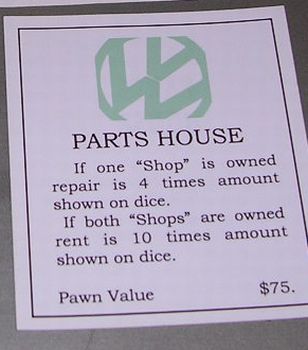 PARTS HOUSE
If one “Shop” is owned
repair is 4 times amount
shown on dice.
If both “Shops” are owned
rent is 10 times amount
shown on dice.
Pawn Value $75.